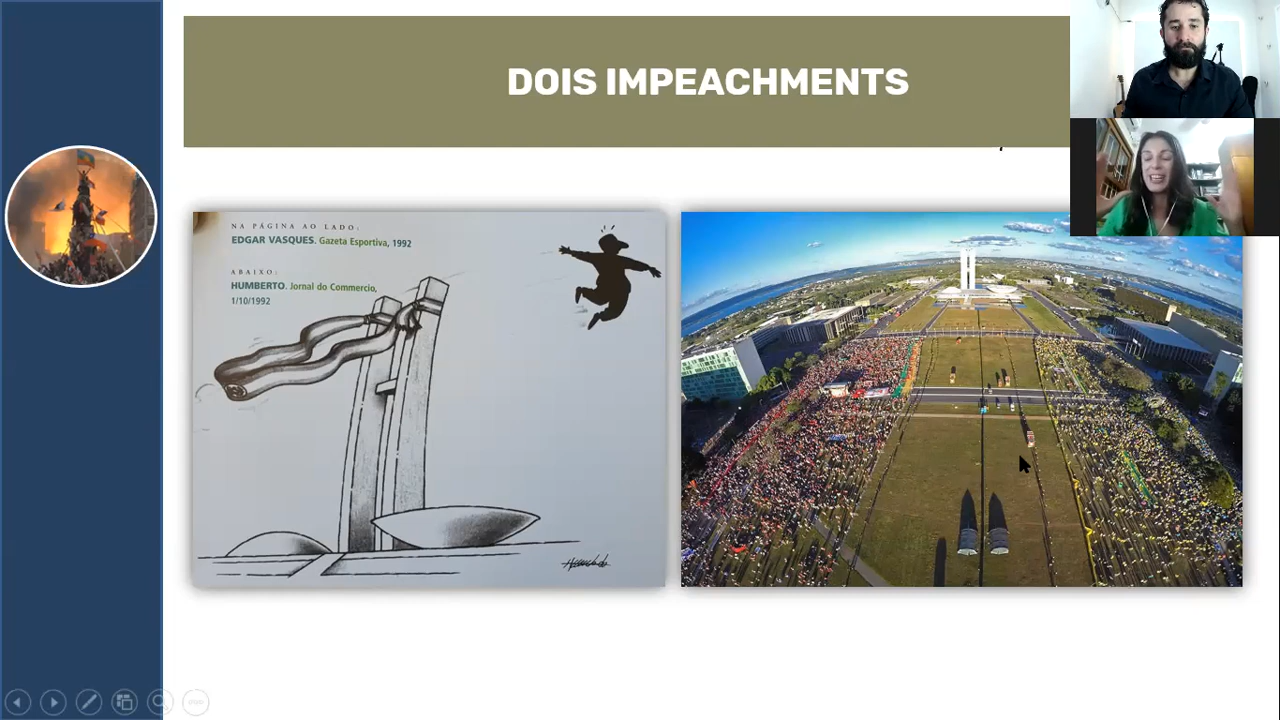 DOIS IMPEACHMENTS
NA PÁGINA AO LADO:
EDGAR VASQUES. Gazeta Esportiva, 1992
ABAIXO:
HUMBERTO. Jornal do Commercio,
1/10/1992